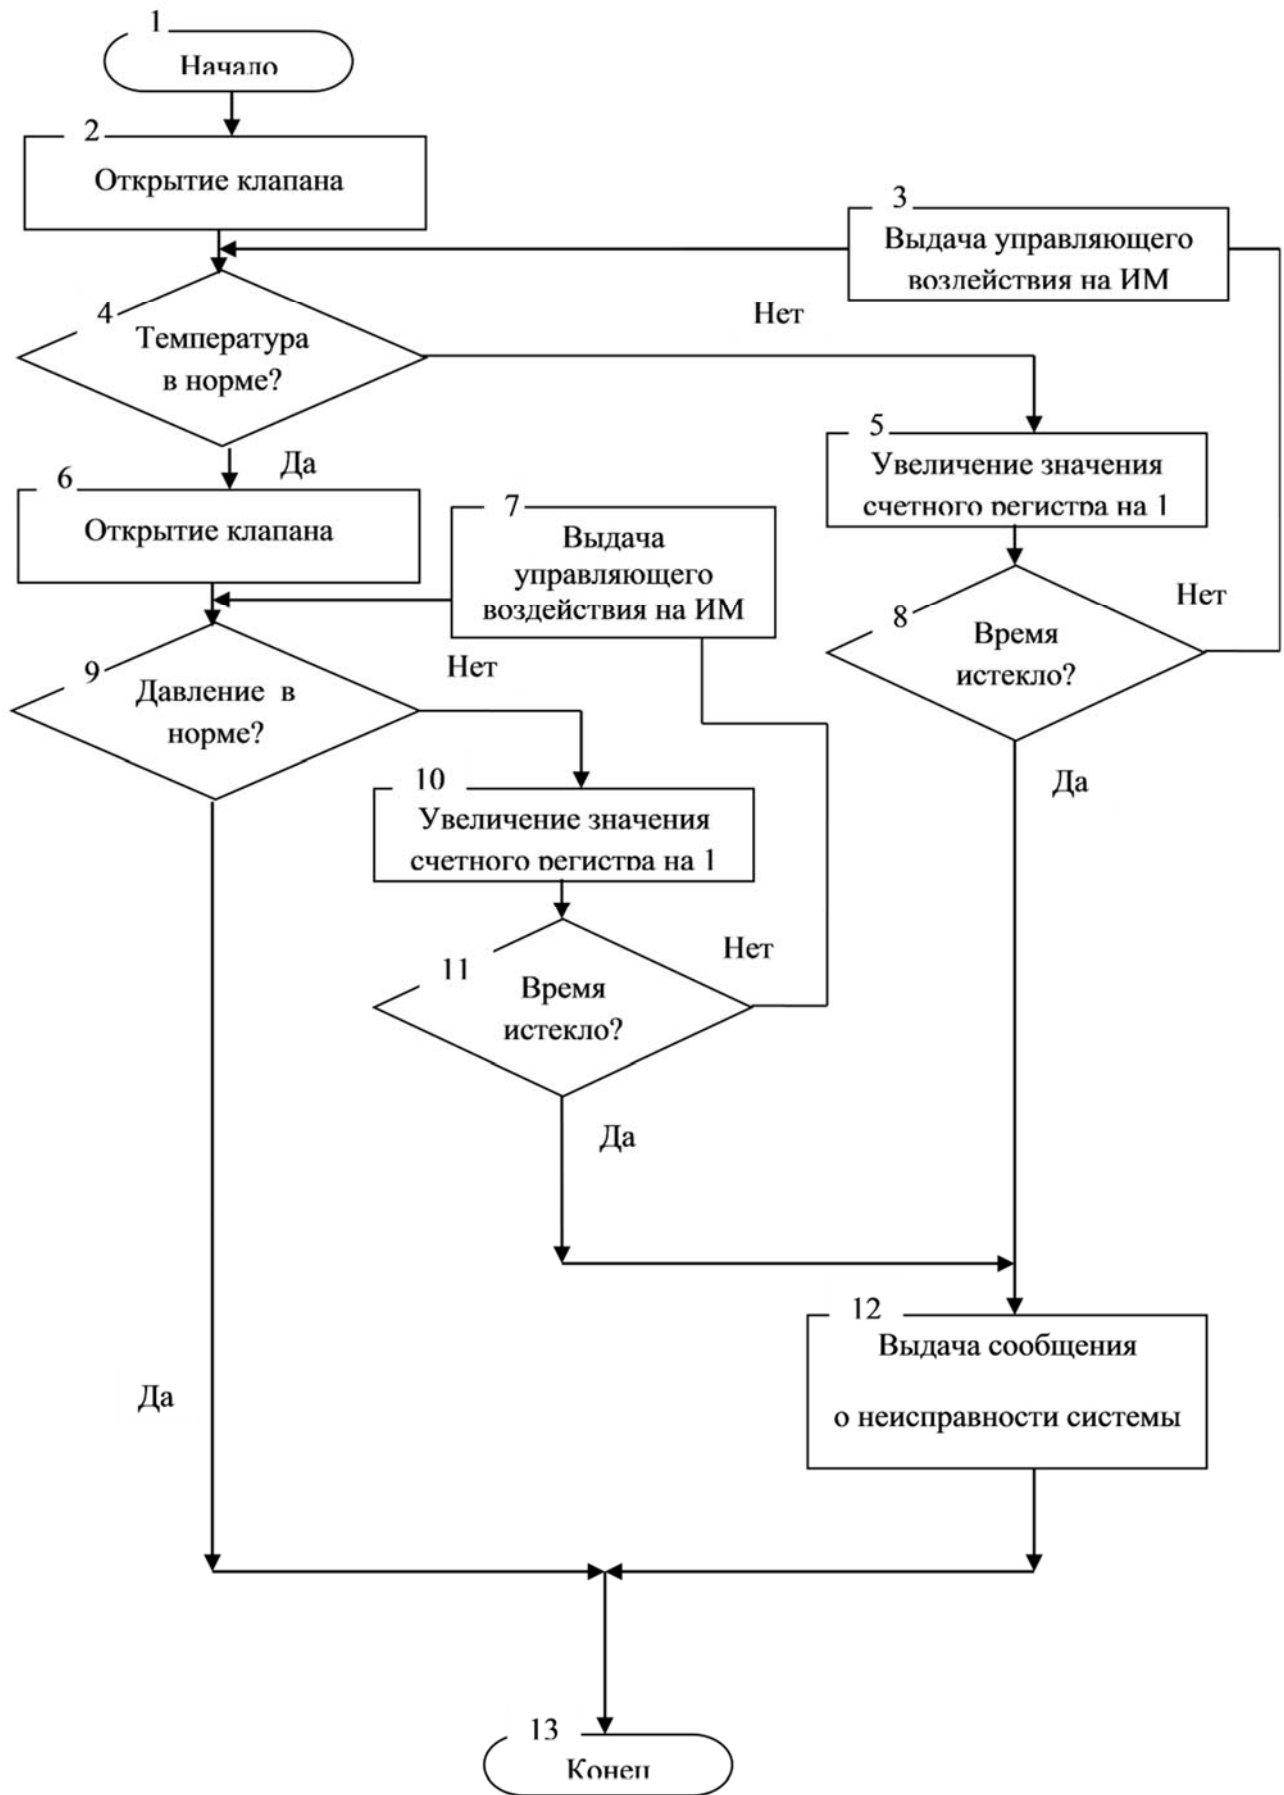 1
Начало
2
Открытие клапана
3
Выдача управляющего
воздействия на ИМ
4
Температура
в норме?
Нет
5
Увеличение значения
счетного регистра на 1
Да
6
Открытие клапана
7
Выдача
управляющего
воздействия на ИМ
8
Время
истекло?
Нет
9
Давление в
норме?
Нет
Да
10
Увеличение значения
счетного регистра на 1
11
Время
истекло?
Нет
Да
12
Выдача сообщения
о неисправности системы
Да
13
Конец